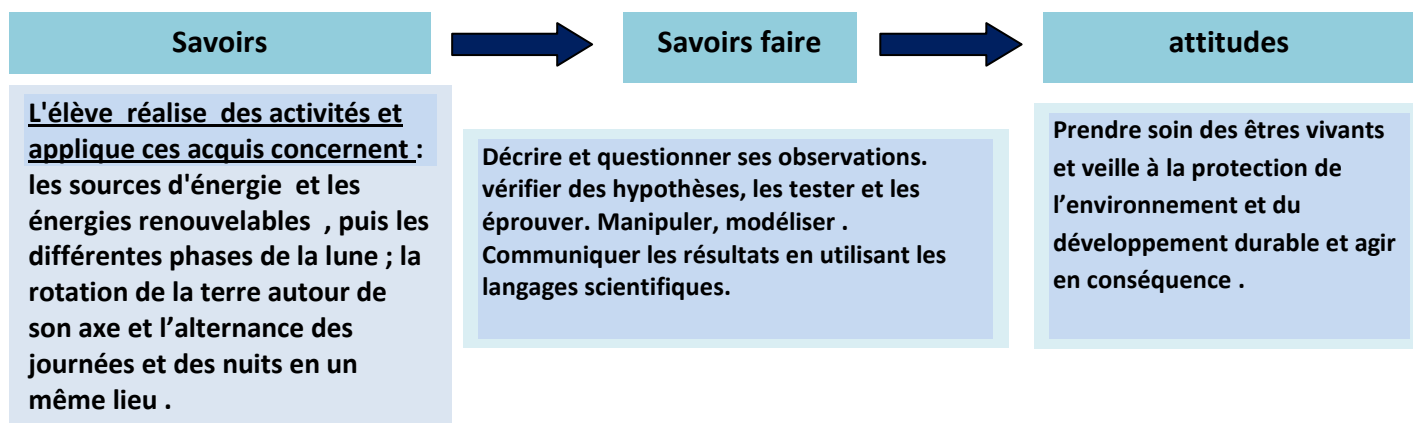 Savoirs
Savoirs faire
attitudes
L'élève réalise des activités et
applique ces acquis concernent :
les sources d'énergie et les
énergies renouvelables , puis les
différentes phases de la lune ; la
rotation de la terre autour de
son axe et l’alternance des
journées et des nuits en un
même lieu .
Décrire et questionner ses observations.
vérifier des hypothèses, les tester et les
éprouver. Manipuler, modéliser .
Communiquer les résultats en utilisant les
langages scientifiques.
Prendre soin des êtres vivants
et veille à la protection de
l’environnement et du
développement durable et agir
en conséquence .